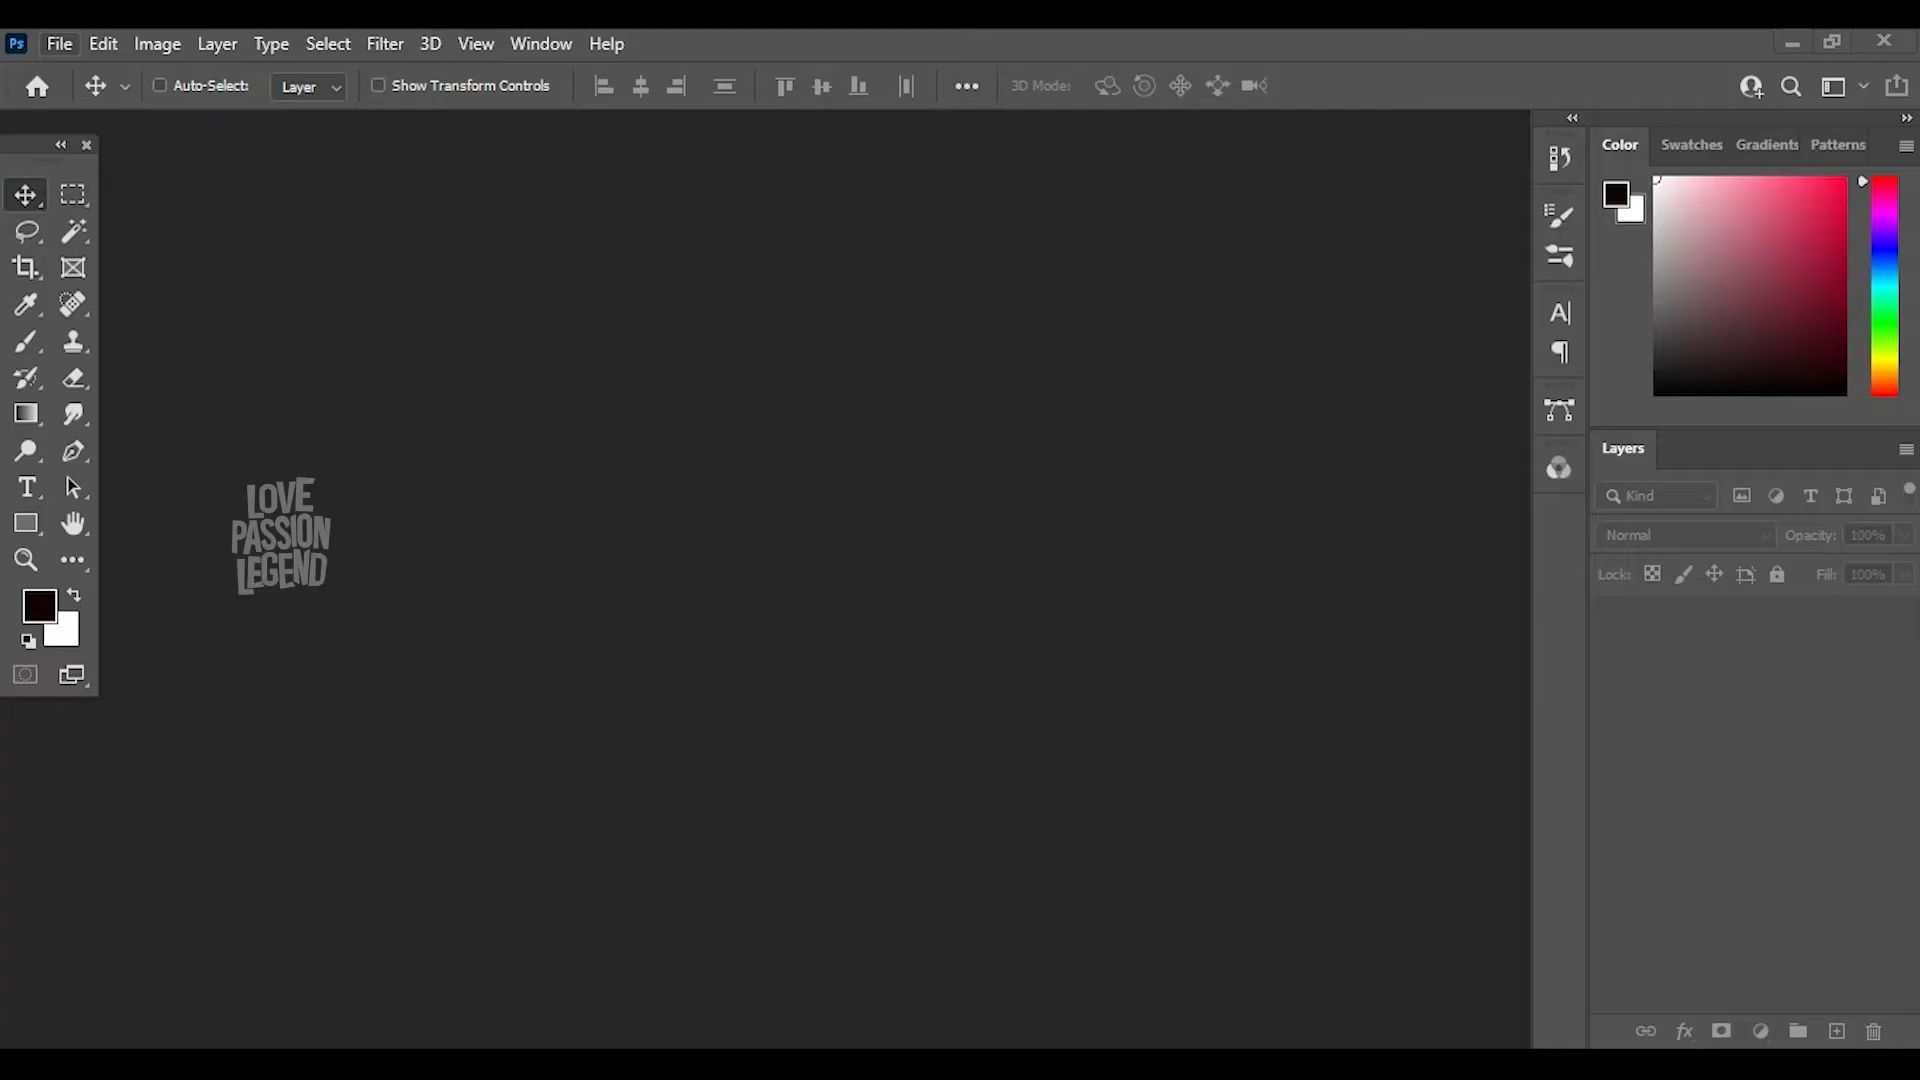 Ps File Edit Image Layer Type Select Filter 3D View Window Help
Auto-Select: Layer Show Transform Controls 3D Mode:
Color Swatches Gradients Patterns
LOVE
PASSION
LEGEND
Layers
Kind
Normal Opacity: 100%
Lock: Fill: 100%